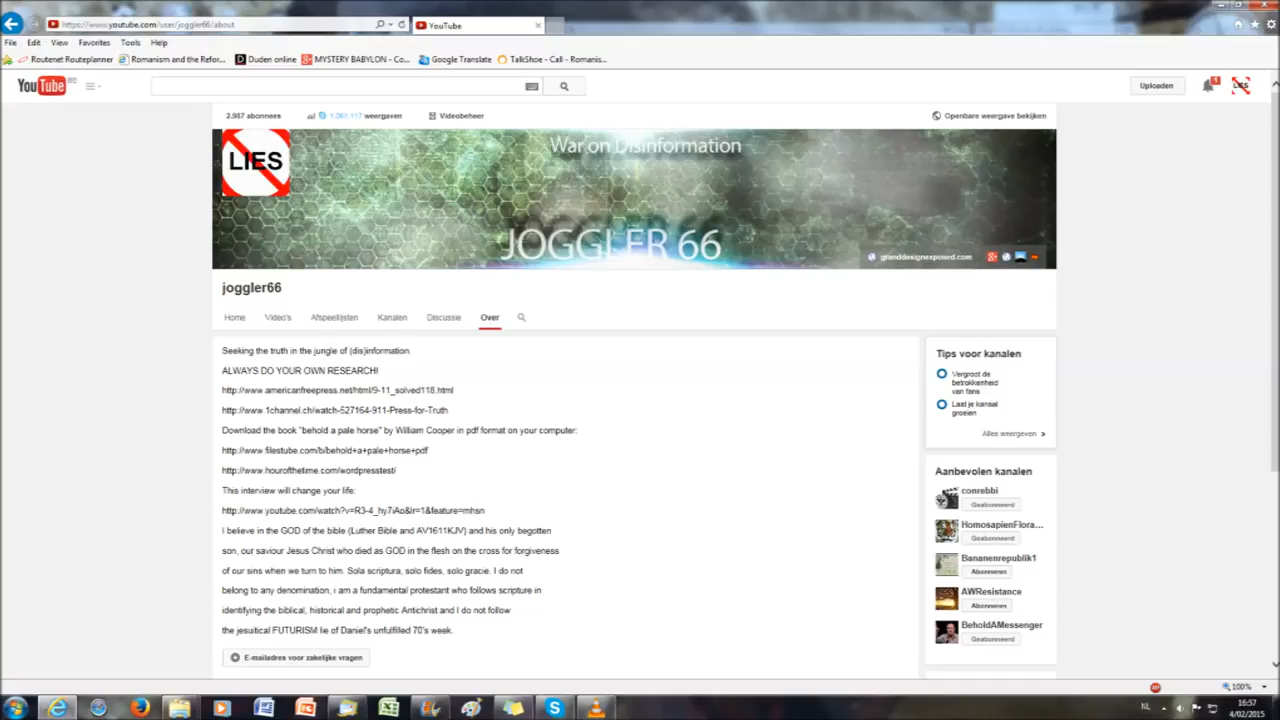 https://www.youtube.com/user/joggler66/about
YouTube
File Edit View Favorites Tools Help
Routenet Routeplanner
Romanism and the Refor...
Duden online
MYSTERY BABYLON - Co...
Google Translate
TalkShoe - Call - Romanis...
YouTube BE
Uploaden
1
LIES
2.987 abonnees
1.361.117 weergaven
Videobeheer
Openbare weergave bekijken
LIES
War on Disinformation
JOGGLER 66
granddesignexposed.com
joggler66
Home Video's Afspeellijsten Kanalen Discussie Over
Seeking the truth in the jungle of (dis)information.
ALWAYS DO YOUR OWN RESEARCH!
http://www.americanfreepress.net/html/9-11_solved118.html
http://www.1channel.ch/watch-527164-911-Press-for-Truth
Download the book "behold a pale horse" by William Cooper in pdf format on your computer:
http://www.filestube.com/b/behold+a+pale+horse+pdf
http://www.hourofthetime.com/wordpresstest/
This interview will change your life:
http://www.youtube.com/watch?v=R3-4_hy7iAo&lr=1&feature=mhsn
I believe in the GOD of the bible (Luther Bible and AV1611KJV) and his only begotten
son, our saviour Jesus Christ who died as GOD in the flesh on the cross for forgiveness
of our sins when we turn to him. Sola scriptura, solo fides, solo gracie. I do not
belong to any denomination, i am a fundamental protestant who follows scripture in
identifying the biblical, historical and prophetic Antichrist and I do not follow
the jesuitical FUTURISM lie of Daniel's unfulfilled 70's week.
E-mailadres voor zakelijke vragen
Tips voor kanalen
Vergroot de
betrokkenheid
van fans
Laat je kanaal
groeien
Alles weergeven »
Aanbevolen kanalen
conrebbi
Geabonneerd
HomosapienFlora...
Geabonneerd
Bananenrepublik1
Abonneren
AWResistance
Abonneren
BeholdAMessenger
Geabonneerd
100%
NL
16:57
4/02/2015